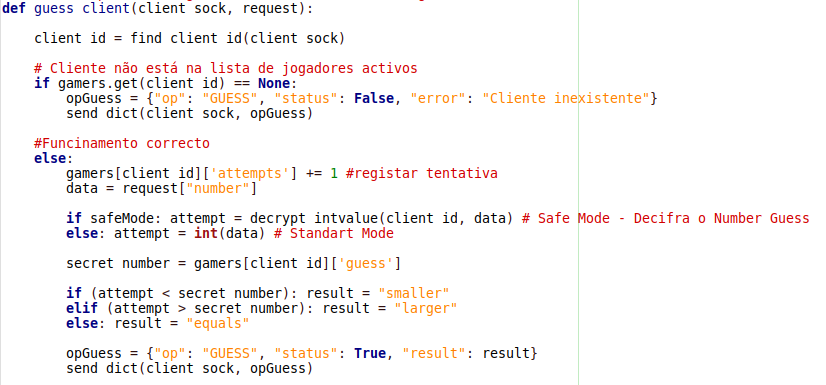 def guess client(client sock, request):
client id = find client id(client sock)
# Cliente não está na lista de jogadores activos
if gamers.get(client id) == None:
opGuess = {"op": "GUESS", "status": False, "error": "Cliente inexistente"}
send dict(client sock, opGuess)
#Funcinamento correcto
else:
gamers[client id]['attempts'] += 1 #registar tentativa
data = request["number"]
if safeMode: attempt = decrypt intvalue(client id, data) # Safe Mode - Decifra o Number Guess
else: attempt = int(data) # Standart Mode
secret number = gamers[client id]['guess']
if (attempt < secret number): result = "smaller"
elif (attempt > secret number): result = "larger"
else: result = "equals"
opGuess = {"op": "GUESS", "status": True, "result": result}
send dict(client sock, opGuess)